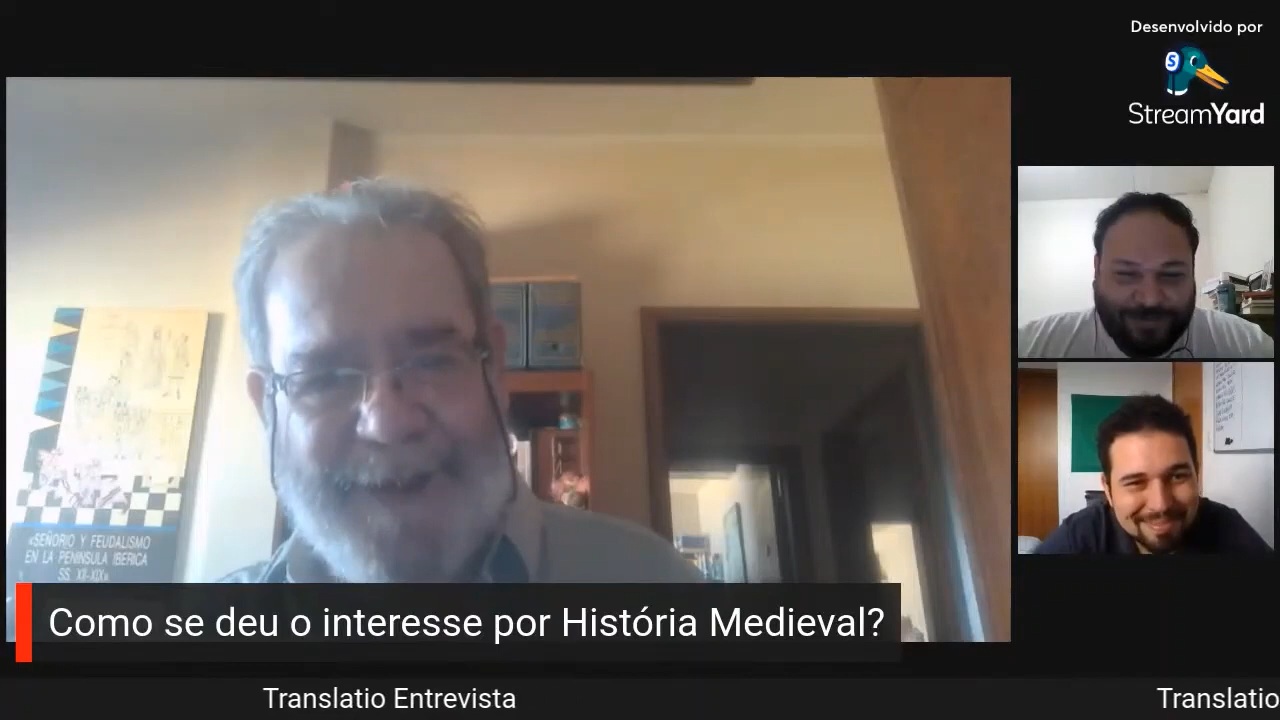 Desenvolvido por
StreamYard
«SEÑORIO Y FEUDALISMO
EN LA PENINSULA IBERICA
SS. XII-XIX»
Como se deu o interesse por História Medieval?
Translatio Entrevista
Translatio